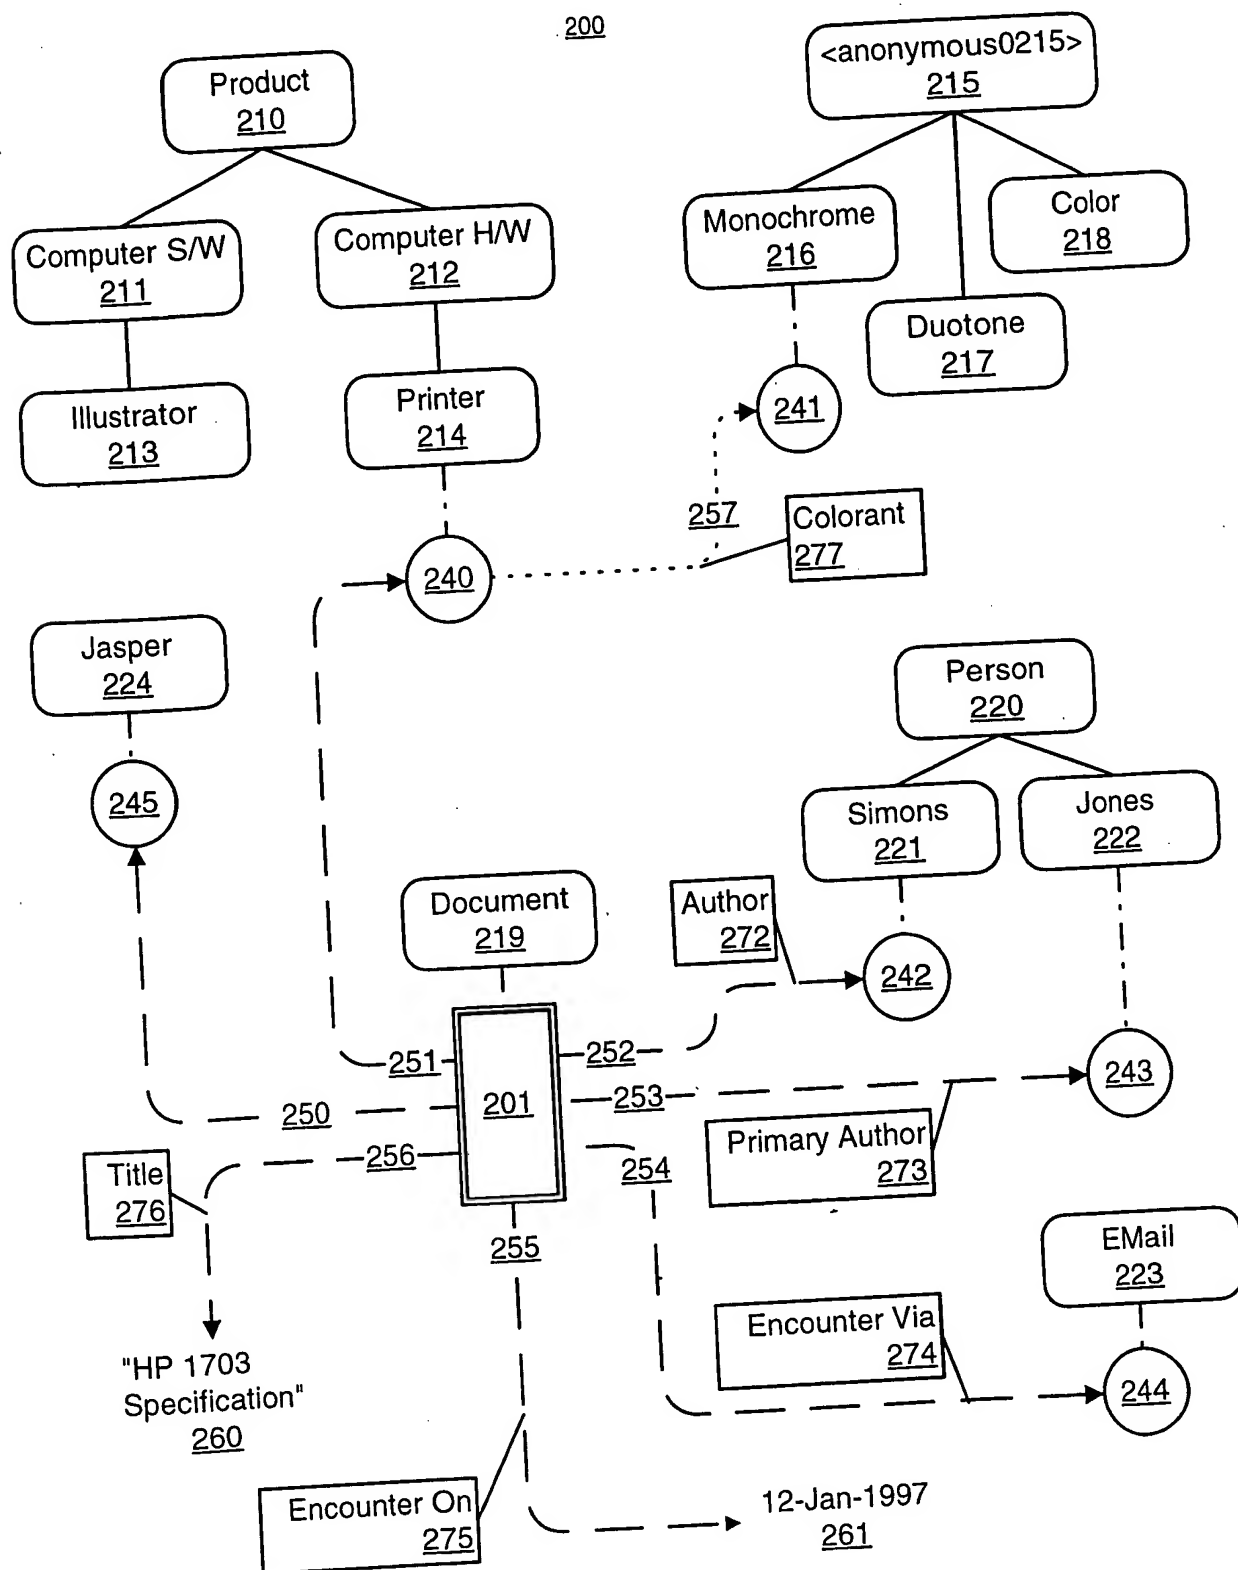 200
Product
210
<anonymous0215>
215
Computer S/W
211
Computer H/W
212
Monochrome
216
Color
218
Duotone
217
Illustrator
213
Printer
214
241
257
Colorant
277
240
Jasper
224
Person
220
245
Simons
221
Jones
222
Document
219
Author
272
242
251
252
243
250
201
253
256
254
Primary Author
273
Title
276
255
EMail
223
Encounter Via
274
244
"HP 1703
Specification"
260
Encounter On
275
12-Jan-1997
261